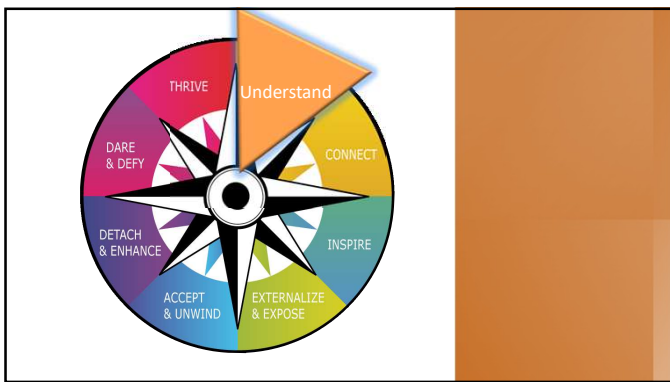 Understand
CONNECT
INSPIRE
EXTERNALIZE
& EXPOSE
ACCEPT
& UNWIND
DETACH
& ENHANCE
DARE
& DEFY
THRIVE